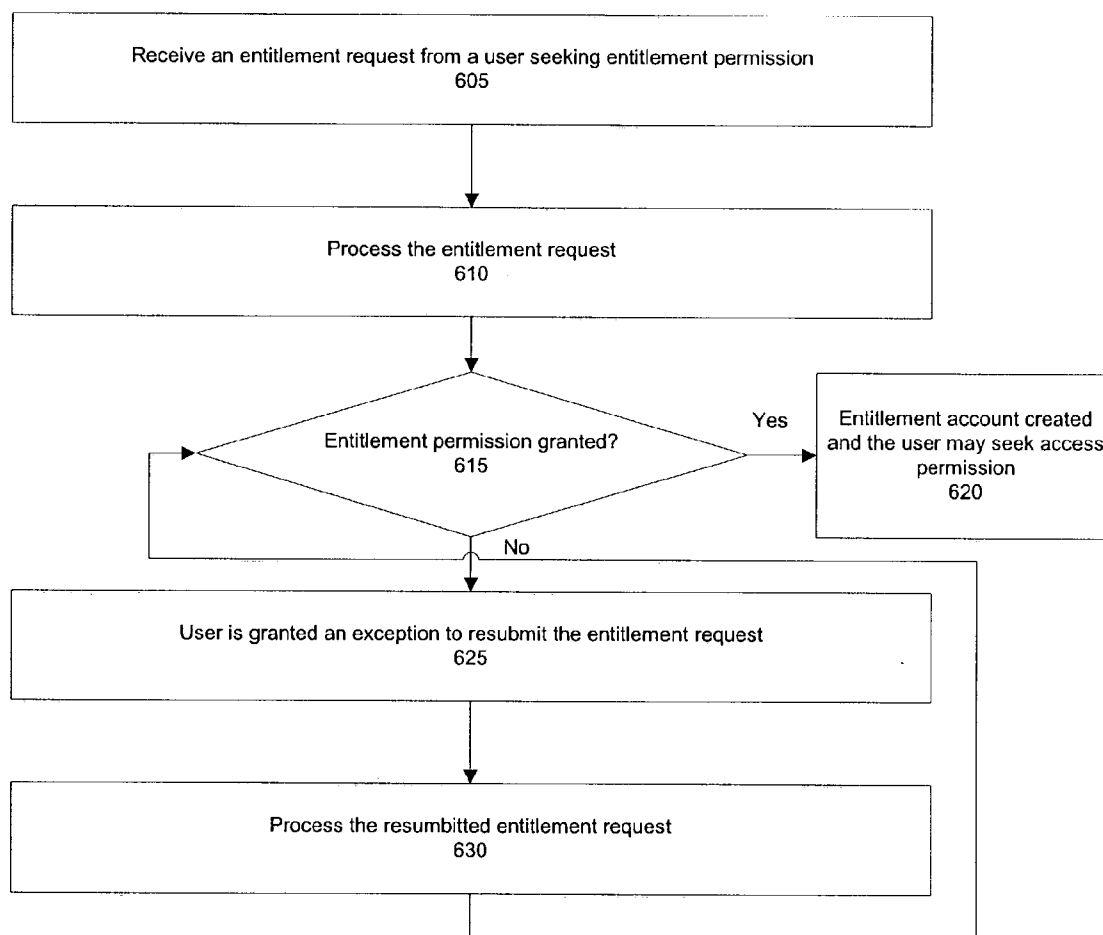 Receive an entitlement request from a user seeking entitlement permission
605
Process the entitlement request
610
Entitlement permission granted?
615
Yes
Entitlement account created
and the user may seek access
permission
620
No
User is granted an exception to resubmit the entitlement request
625
Process the resumbitted entitlement request
630